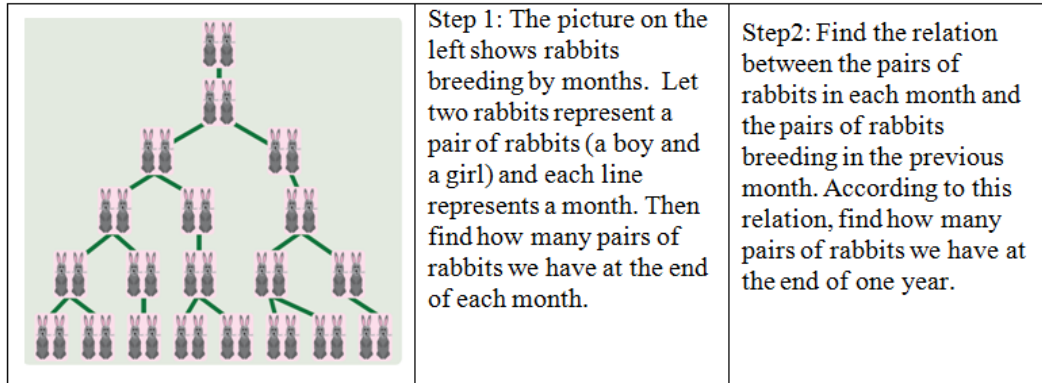 Step 1: The picture on the
left shows rabbits
breeding by months.  Let
two rabbits represent a
pair of rabbits (a boy and
a girl) and each line
represents a month. Then
find how many pairs of
rabbits we have at the end
of each month.
Step2: Find the relation
between the pairs of
rabbits in each month and
the pairs of rabbits
breeding in the previous
month. According to this
relation, find how many
pairs of rabbits we have at
the end of one year.